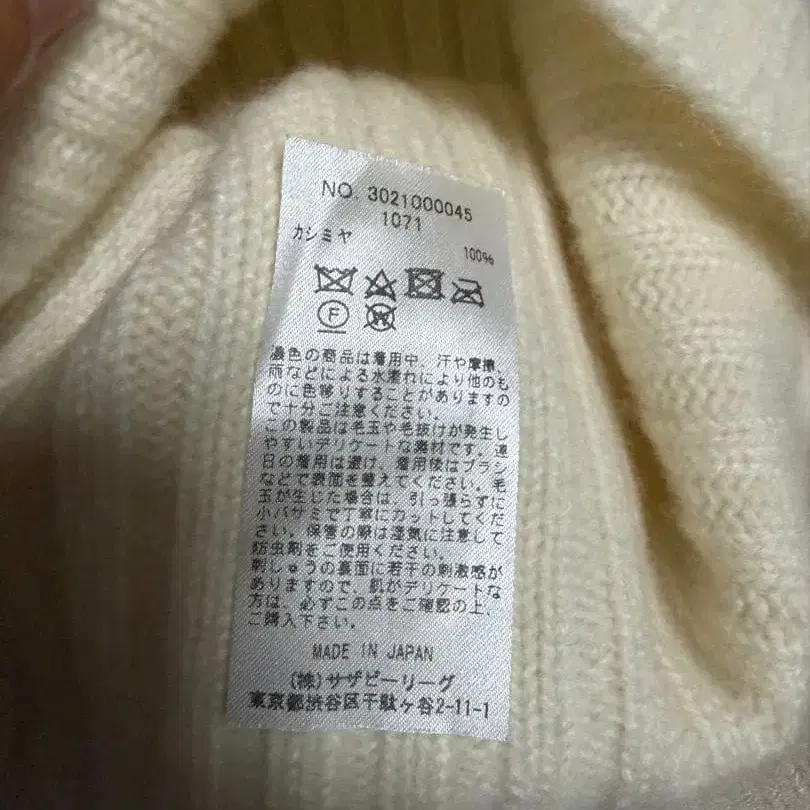 NO. 3021000045
1071
カシミヤ
100%
F
W
濃色の商品は着用中、汗や摩擦、
雨などによる水濡れにより他のも
のに色移りすることがありますの
で十分ご注意ください。
この製品は毛玉や毛抜けが発生し
やすいデリケートな素材です。連
日の着用は避け、着用後はブラシ
などで表面を整えてください。毛
玉が生じた場合は、引っ張らずに
小バサミで丁寧にカットしてくだ
さい。保管の際は湿気に注意して
防虫剤をご使用ください。
刺しゅうの裏面に若干の刺激感が
ありますので、肌がデリケートな
方は、必ずこの点をご確認の上、
ご購入下さい。
MADE IN JAPAN
(株)サザビーリーグ
東京都渋谷区千駄ヶ谷2-11-1